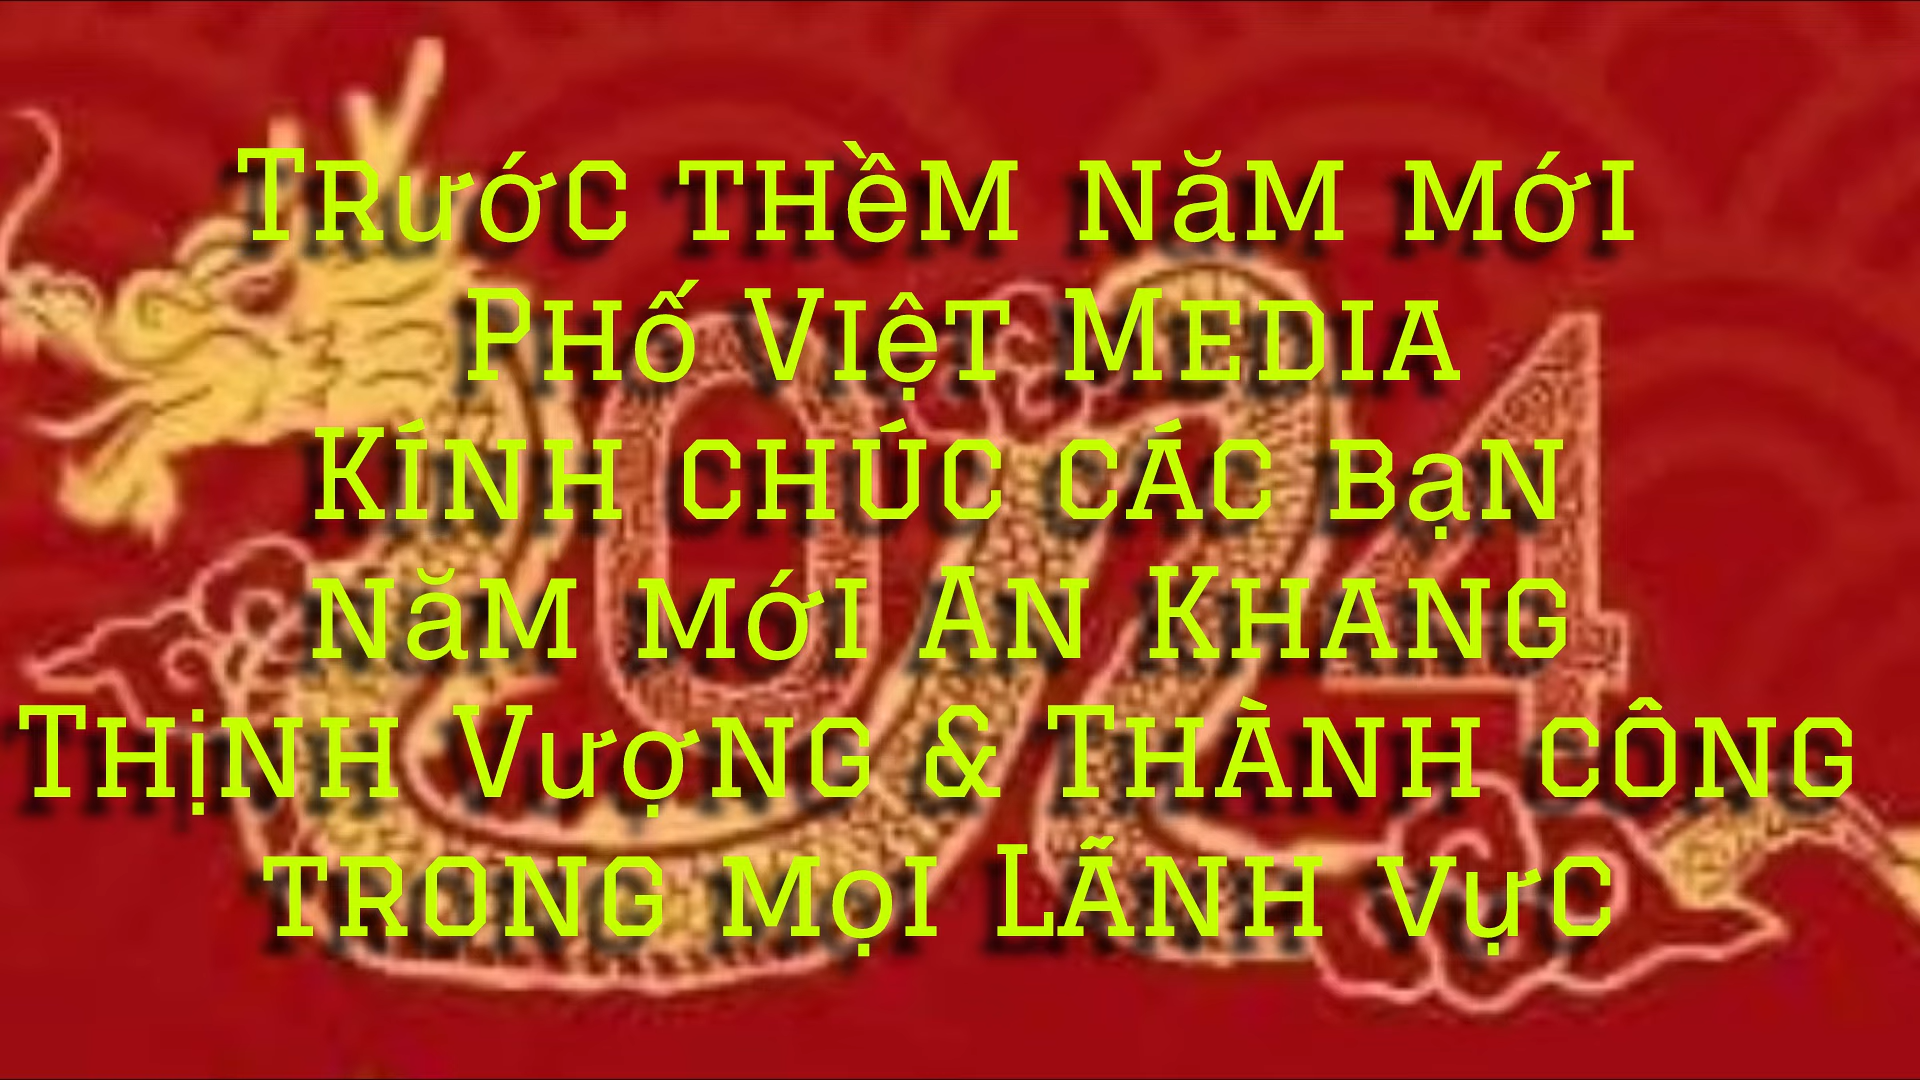 Trước thềm năm mới
Phố Việt Media
Kính chúc các bạn
năm mới An Khang
Thịnh Vượng & Thành công
trong mọi Lãnh vực